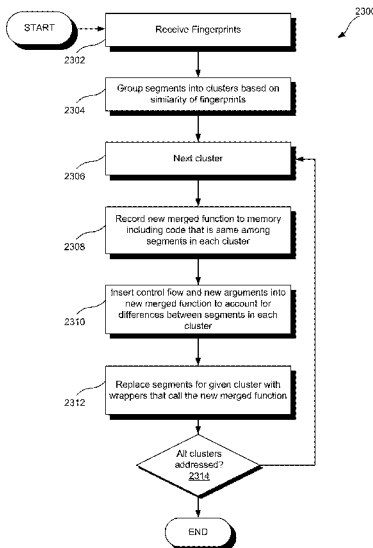 START
2300
Receive Fingerprints
2302
Group segments into clusters based on
similarity of fingerprints
2304
Next cluster
2306
Record new merged function to memory
including code that is same among
segments in each cluster
2308
Insert control flow and new arguments into
new merged function to account for
differences between segments in each
cluster
2310
Replace segments for given cluster with
wrappers that call the new merged function
2312
All clusters
addressed?
2314
END